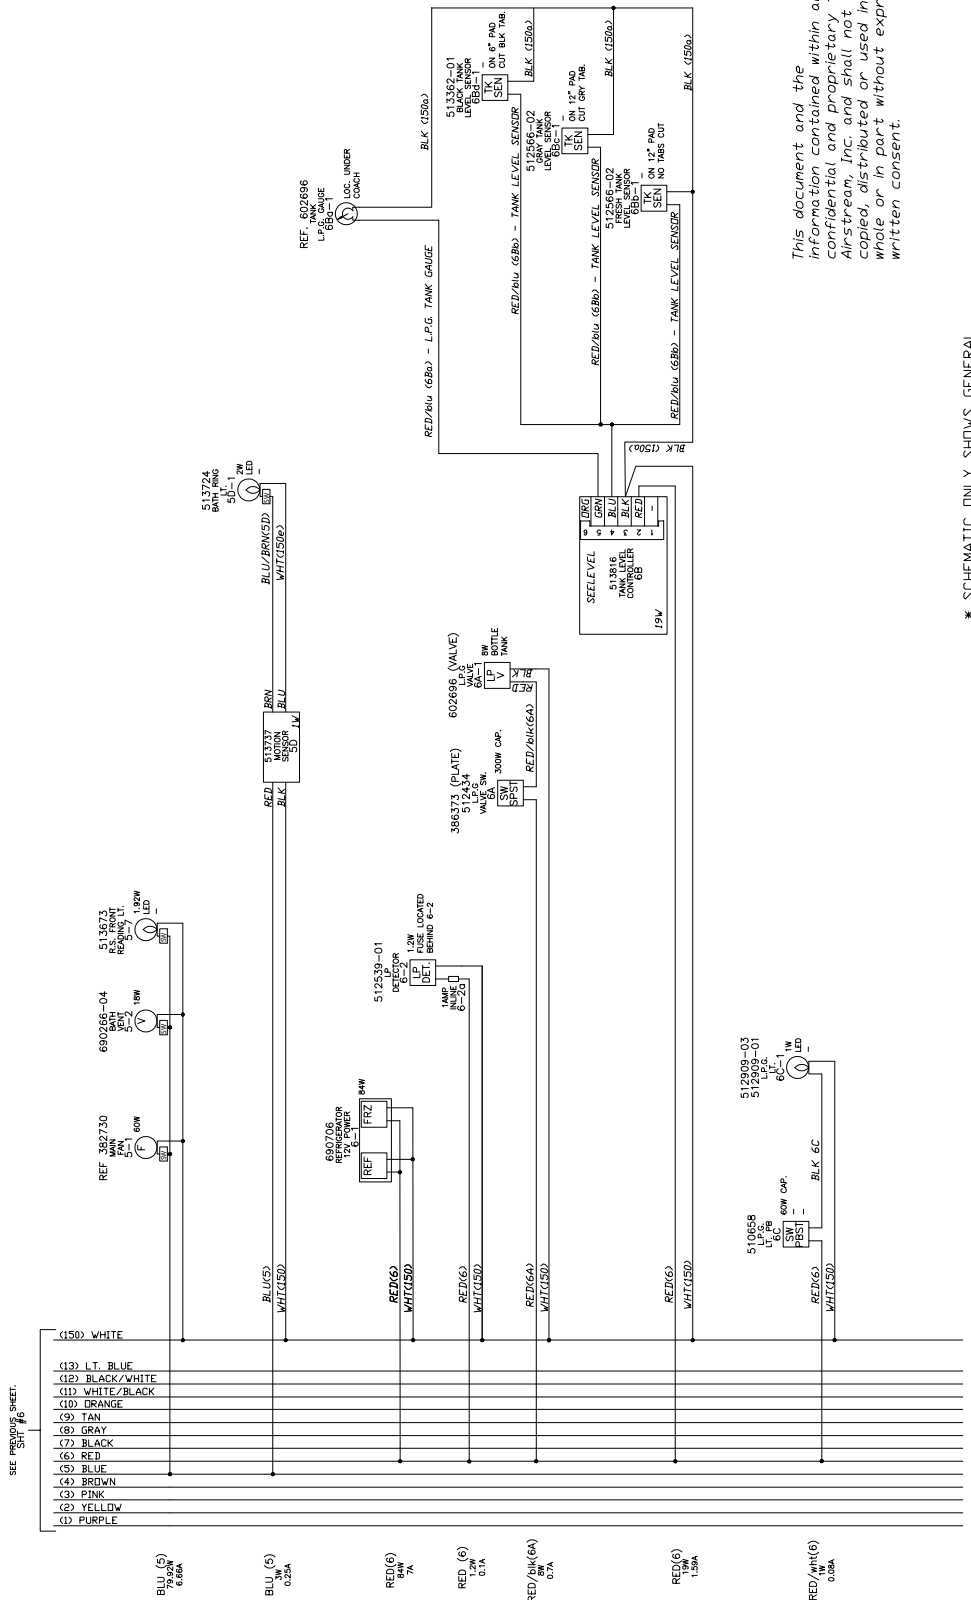 This document and the
information contained within a
confidential and proprietary
Airstream, Inc. and shall not
copied, distributed or used in
whole or in part without expr
written consent.
* SCHEMATIC ONLY SHOWS GENERAL
BLK (150a)
BLK (150a)
BLK (150a)
BLK (150a)
513362-01
BLACK TANK
LEVEL SENSOR
6Bd-1
TK
SEN
-
ON 6" PAD
CUT BLK TAB.
512566-02
GRAY TANK
LEVEL SENSOR
6Bc-1
TK
SEN
-
ON 12" PAD
CUT GRY TAB.
512566-02
FRESH TANK
LEVEL SENSOR
6Bb-1
TK
SEN
-
ON 12" PAD
NO TABS CUT
REF. 602696
TANK
L.P.G. GAUGE
6Ba-1
LOC. UNDER
COACH
RED/blu (6Ba) - L.P.G. TANK GAUGE
RED/blu (6Bb) - TANK LEVEL SENSOR
RED/blu (6Bb) - TANK LEVEL SENSOR
RED/blu (6Bb) - TANK LEVEL SENSOR
BLK (150a)
SEELEVEL
513816
TANK LEVEL
CONTROLLER
6B
19W
6 ORG
5 GRN
4 BLU
3 BLK
2 RED
1 -
513724
BATH RING
LT.
5D-1
2W
LED
-
SW
BLU/BRN(5D)
WHT(150e)
BRN
BLU
513737
MOTION
SENSOR
5D
1W
RED
BLK
BLU(5)
WHT(150)
602696 (VALVE)
L.P.G
VALVE
6A-1
LP
V
8W
BOTTLE
TANK
RED
BLK
RED/blk(6A)
386373 (PLATE)
512434
L.P.G
VALVE SW.
6A
SW
SPST
300W CAP.
RED(6A)
WHT(150)
513673
R.S. FRONT
READING LT.
5-7
1.92W
LED
-
SW
690266-04
BATH
VENT
5-2
18W
V
SW
REF 382730
MAIN
FAN
5-1
60W
F
SW
512539-01
LP
DETECTOR
6-2
LP
DET.
1.2W
FUSE LOCATED
BEHIND 6-2
1AMP
INLINE
6-2a
RED(6)
WHT(150)
690706
REFRIGERATOR
12V POWER
6-1
84W
REF
FRZ
RED(6)
WHT(150)
RED(6)
WHT(150)
512909-03
512909-01
L.P.G.
LT.
6C-1
1W
LED
-
BLK 6C
510658
L.P.G.
LT. PB
6C
SW
PBST
60W CAP.
-
-
RED(6)
WHT(150)
SEE PREVIOUS SHEET.
SHT #6
(150) WHITE
(13) LT. BLUE
(12) BLACK/WHITE
(11) WHITE/BLACK
(10) ORANGE
(9) TAN
(8) GRAY
(7) BLACK
(6) RED
(5) BLUE
(4) BROWN
(3) PINK
(2) YELLOW
(1) PURPLE
BLU (5)
79.92W
6.66A
BLU (5)
3W
0.25A
RED(6)
84W
7A
RED (6)
1.2W
0.1A
RED/blk(6A)
8W
0.7A
RED(6)
19W
1.59A
RED/wht(6)
1W
0.08A